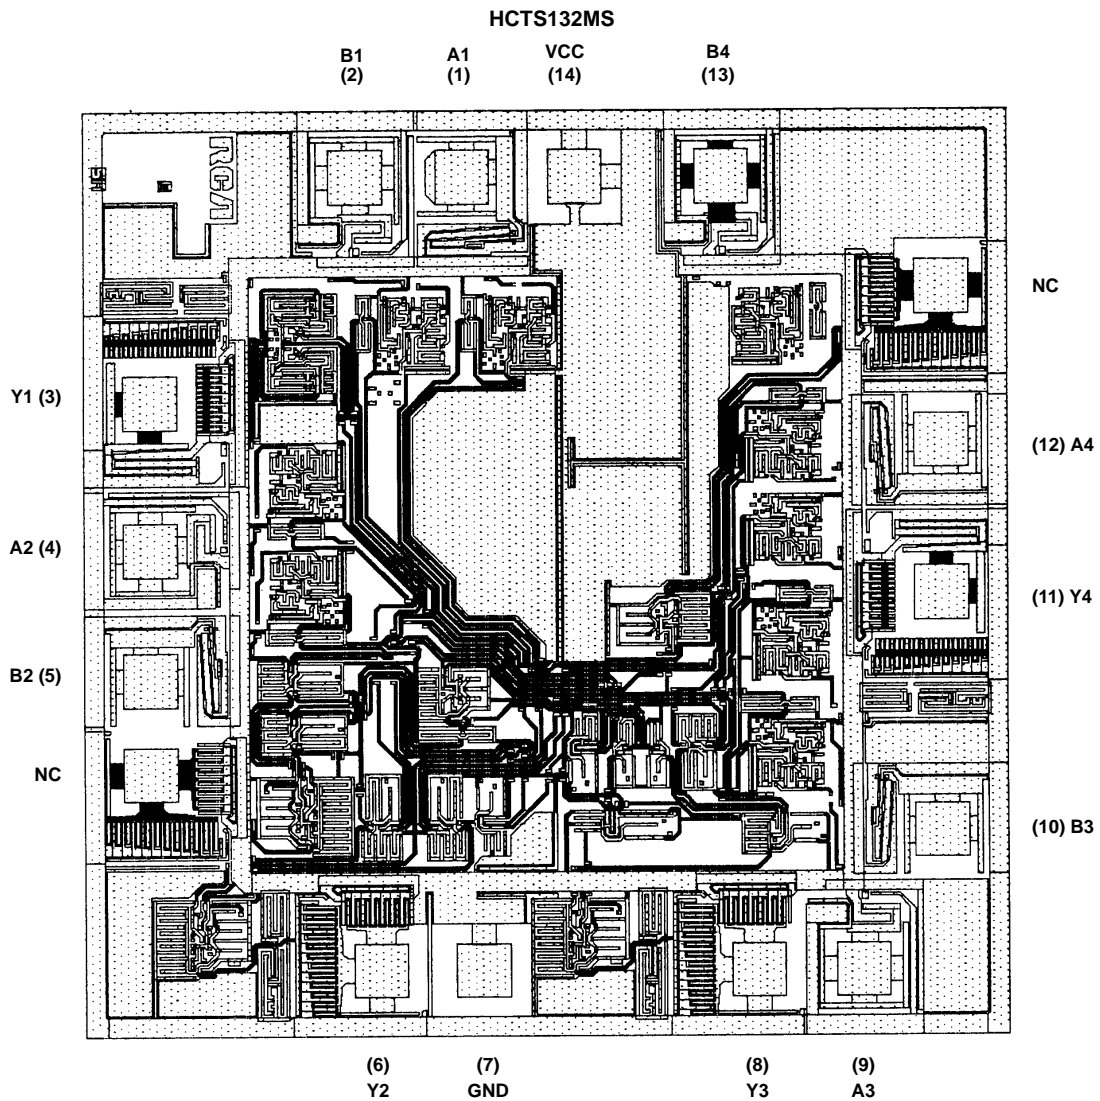 HCTS132MS
B1
(2)
A1
(1)
VCC
(14)
B4
(13)
RCA
NC
Y1 (3)
(12) A4
A2 (4)
(11) Y4
B2 (5)
NC
(10) B3
(6)
Y2
(7)
GND
(8)
Y3
(9)
A3